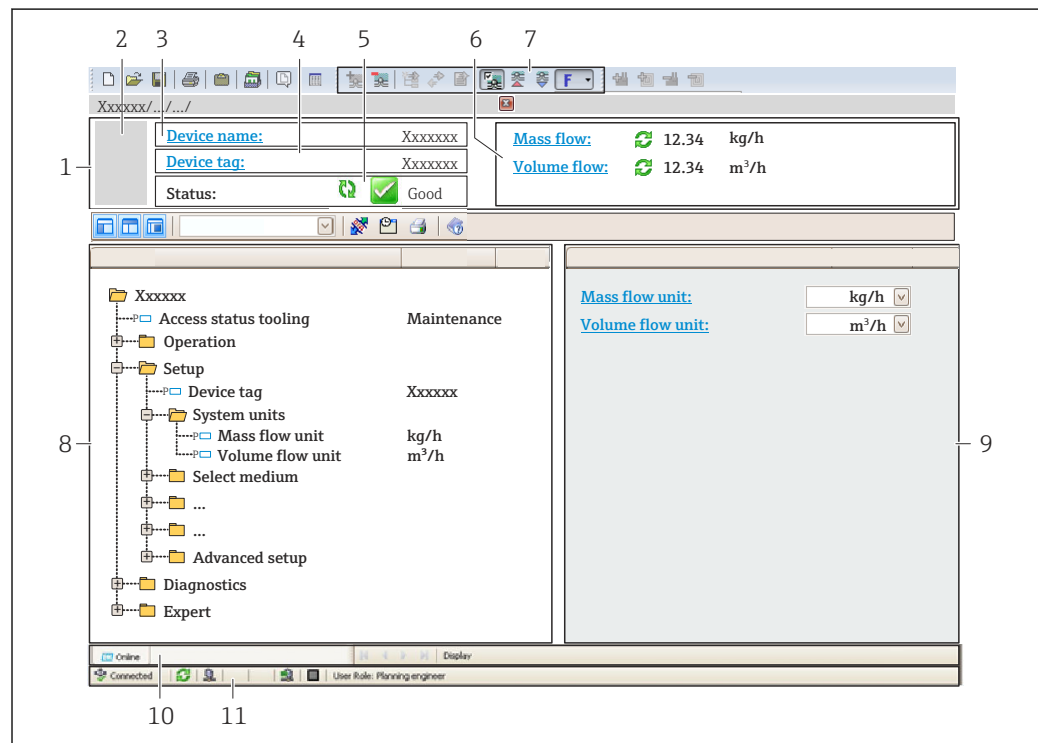 2 3 4 5 6 7
F
Xxxxxx/.../.../
1
Device name: Xxxxxxx
Device tag: Xxxxxxx
Status: Good
Mass flow: 12.34 kg/h
Volume flow: 12.34 m³/h
Xxxxxx
Access status tooling Maintenance
Operation
Setup
Device tag Xxxxxx
System units
Mass flow unit kg/h
Volume flow unit m³/h
Select medium
...
...
Advanced setup
Diagnostics
Expert
8
Mass flow unit: kg/h
Volume flow unit: m³/h
9
Online Display
Connected User Role: Planning engineer
10 11